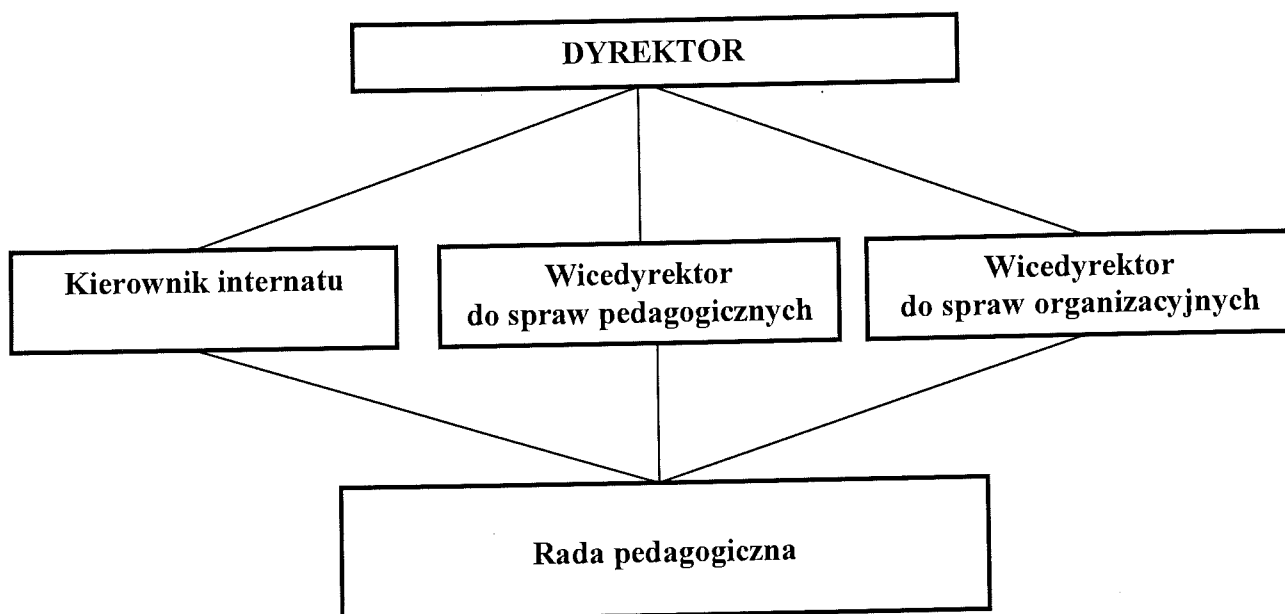 DYREKTOR
Kierownik internatu
Wicedyrektor
do spraw pedagogicznych
Wicedyrektor
do spraw organizacyjnych
Rada pedagogiczna